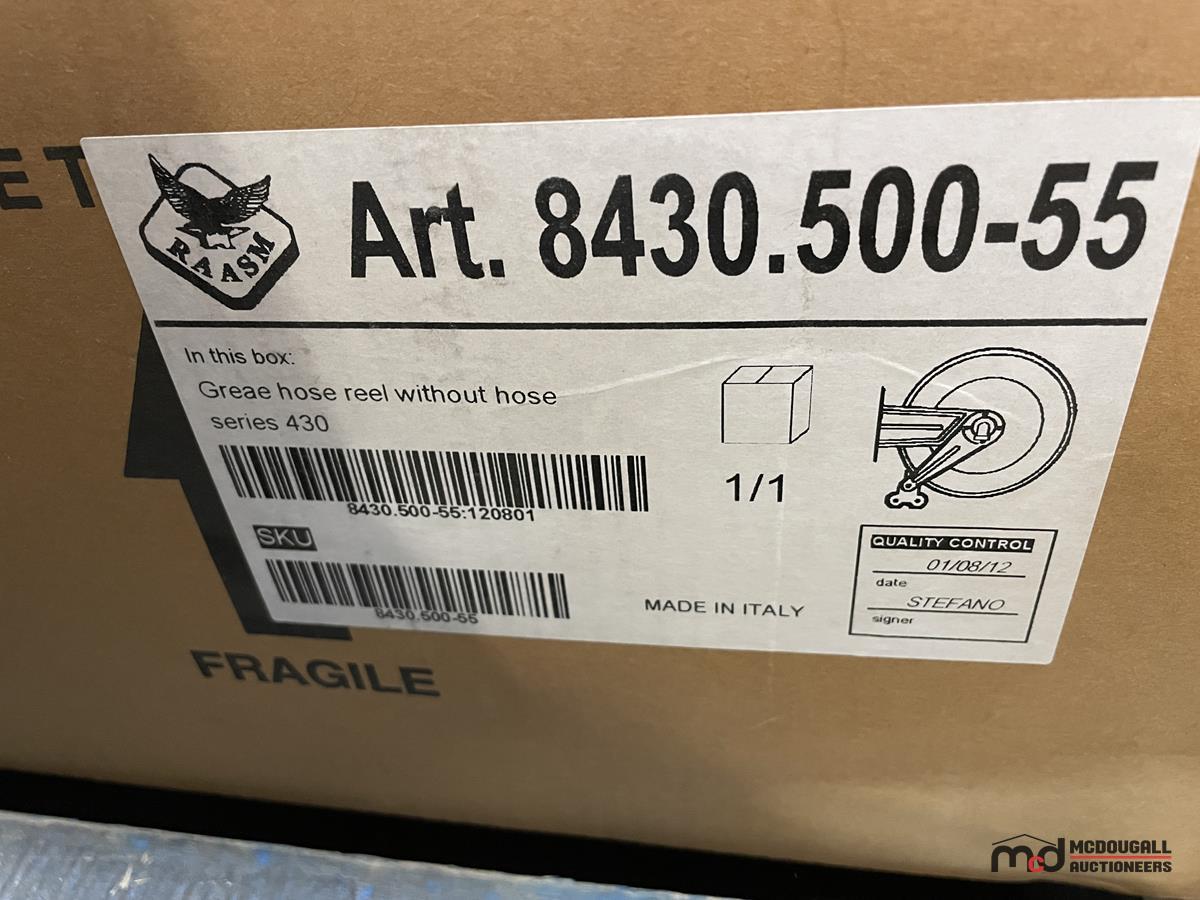 E T
RAASM
Art. 8430.500-55
In this box:
Greae hose reel without hose
series 430
8430.500-55:120801
1/1
SKU
8430.500-55
MADE IN ITALY
QUALITY CONTROL
01/08/12
date
STEFANO
signer
FRAGILE
mcd MCDOUGALL
AUCTIONEERS